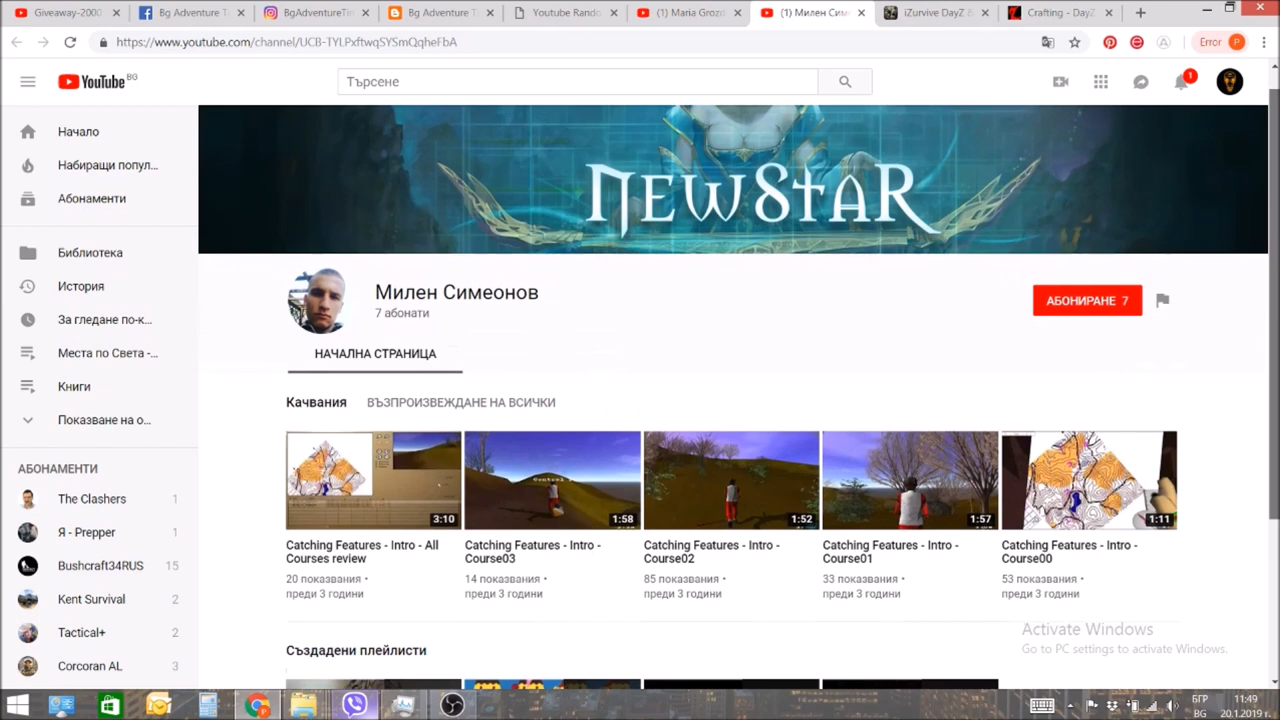 Giveaway-2000
Bg Adventure T
BgAdventureTim
Bg Adventure T
Youtube Rando
(1) Maria Grozd
(1) Милен Сим
iZurvive DayZ
Crafting - DayZ
https://www.youtube.com/channel/UCB-TYLPxftwqSYSmQqheFbA
Error
P
YouTube BG
Търсене
1
Начало
Набиращи попул...
Абонаменти
Библиотека
История
За гледане по-к...
Места по Света -...
Книги
Показване на о...
АБОНАМЕНТИ
The Clashers 1
Я - Prepper 1
Bushcraft34RUS 15
Kent Survival 2
Tactical+ 2
Corcoran AL 3
NEWSTAR
Милен Симеонов
7 абонати
АБОНИРАНЕ 7
НАЧАЛНА СТРАНИЦА
Качвания ВЪЗПРОИЗВЕЖДАНЕ НА ВСИЧКИ
3:10
Catching Features - Intro - All
Courses review
20 показвания •
преди 3 години
1:58
Catching Features - Intro -
Course03
14 показвания •
преди 3 години
1:52
Catching Features - Intro -
Course02
85 показвания •
преди 3 години
1:57
Catching Features - Intro -
Course01
33 показвания •
преди 3 години
1:11
Catching Features - Intro -
Course00
53 показвания •
преди 3 години
Създадени плейлисти
Activate Windows
Go to PC settings to activate Windows.
БГР
BG
11:49
20.1.2019 г.